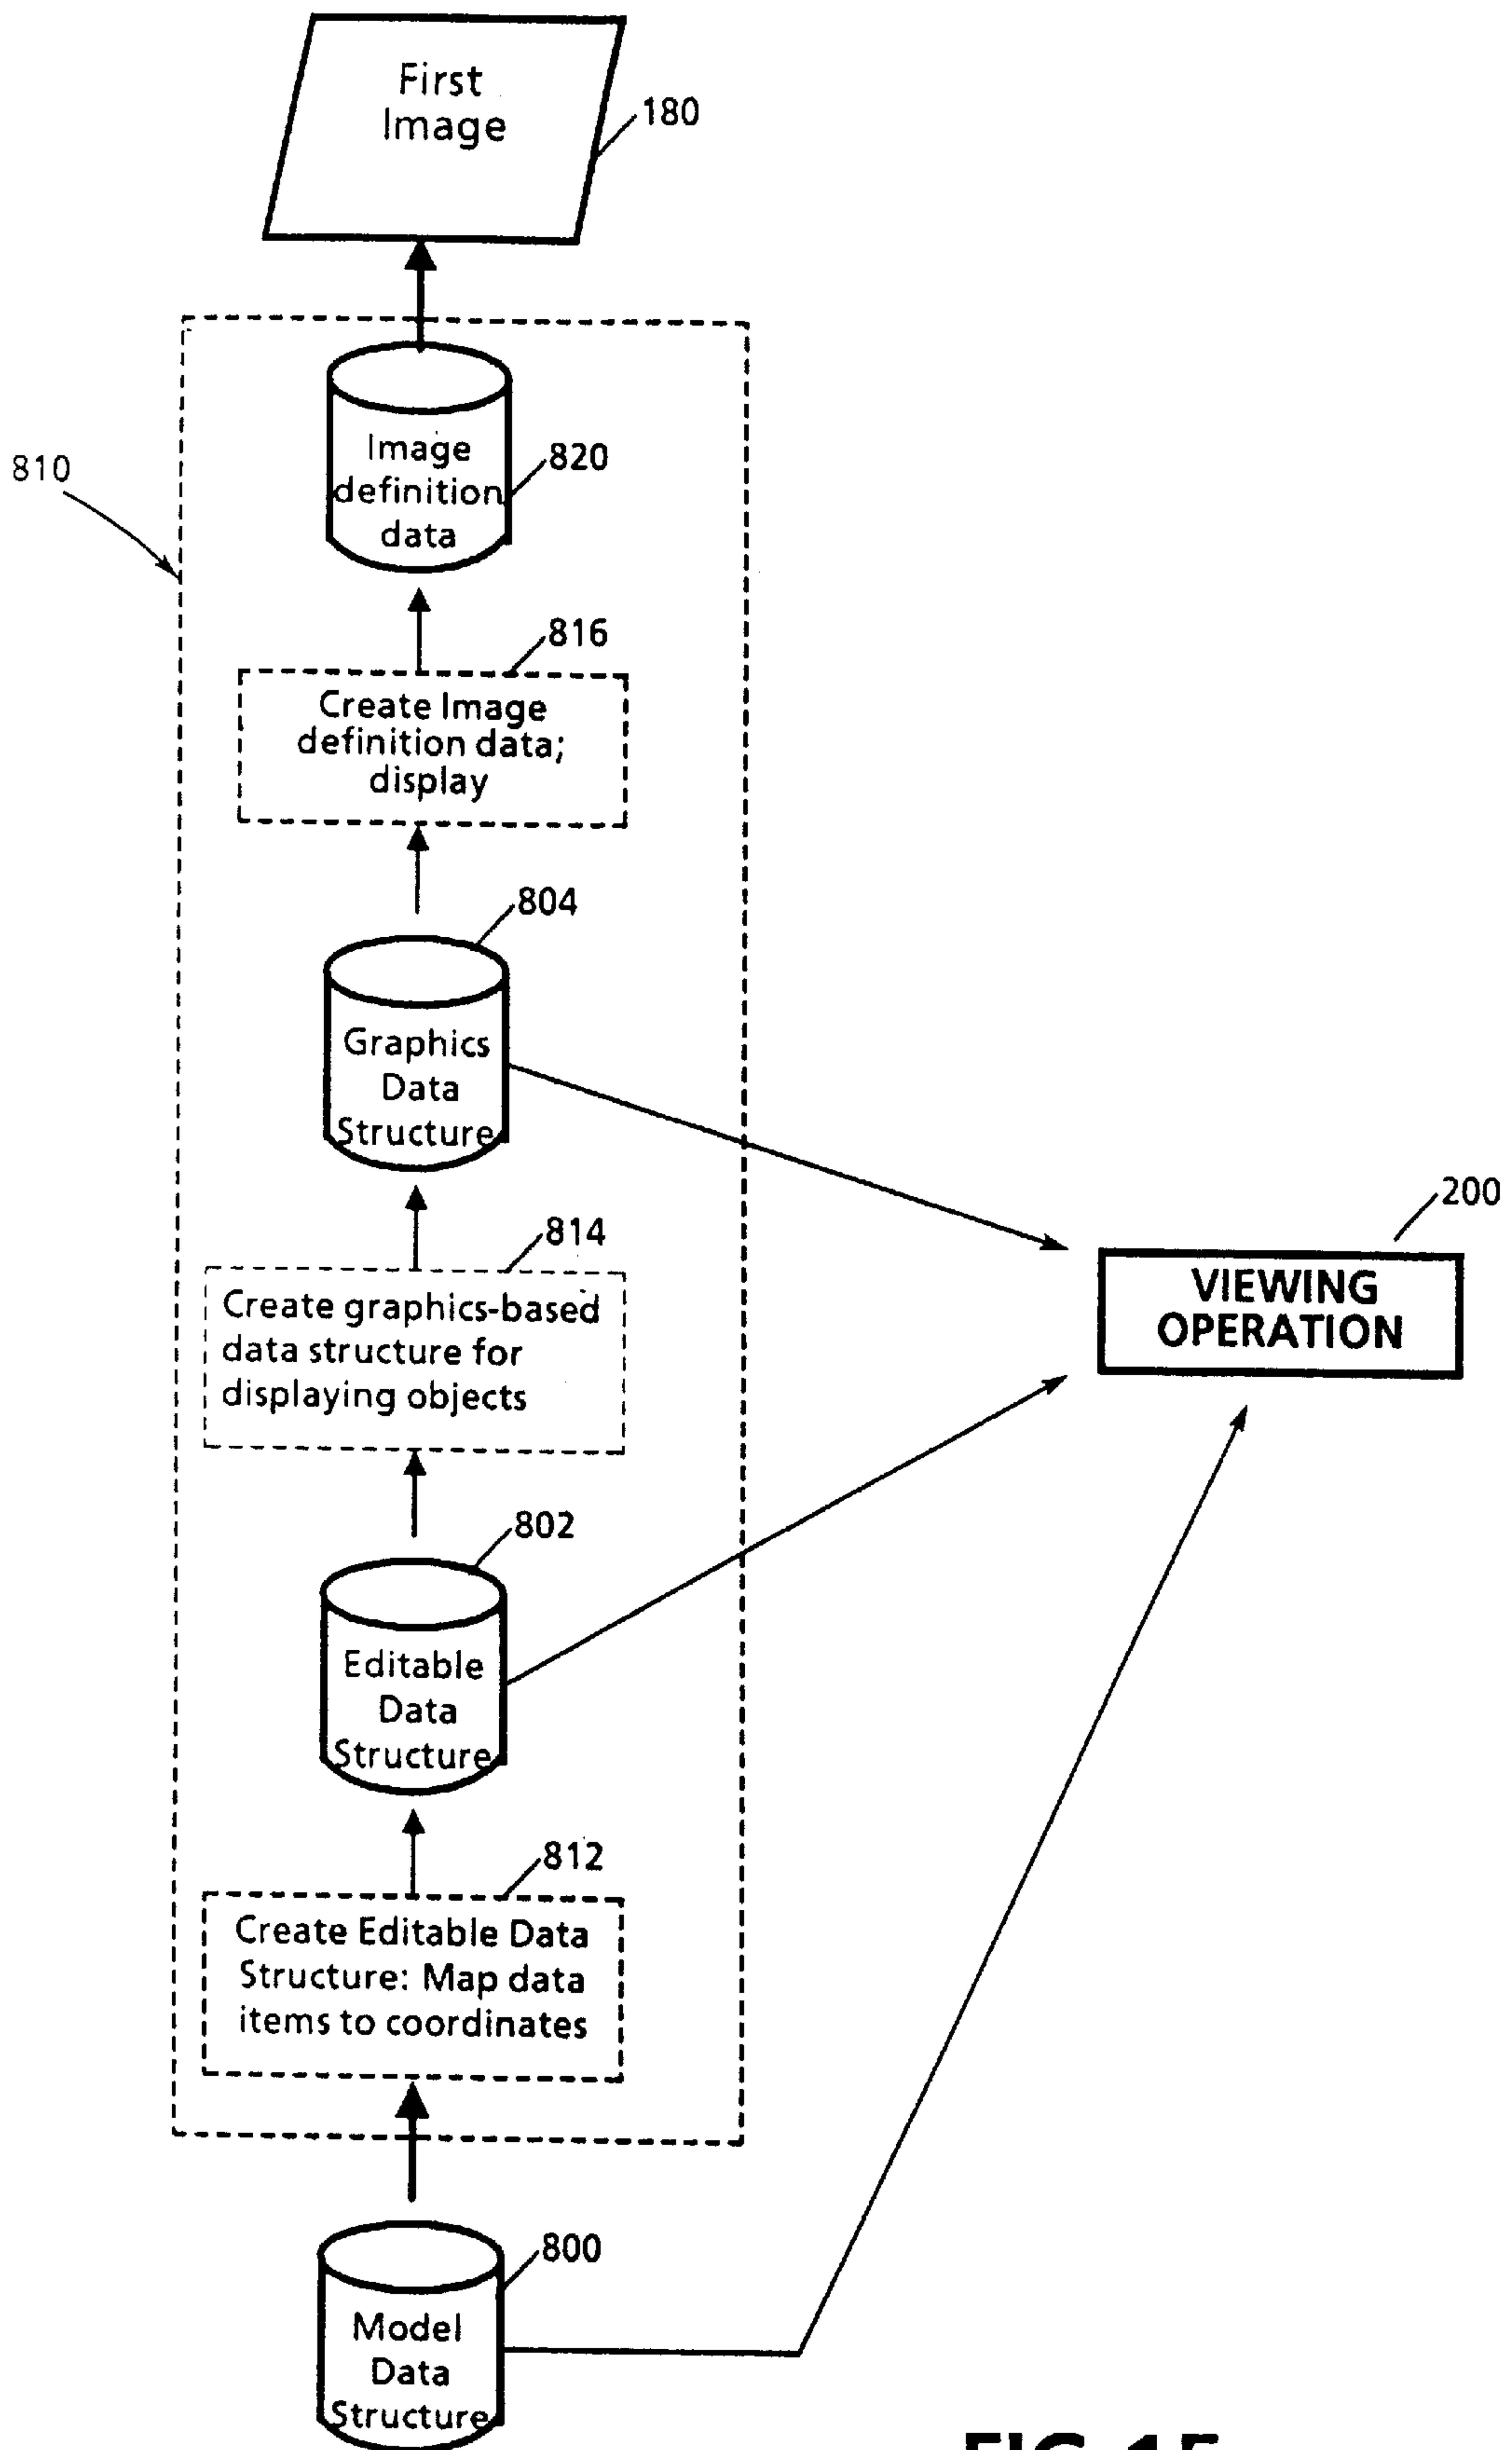 First
Image
180
810
Image
definition
data
820
816
Create Image
definition data;
display
804
Graphics
Data
Structure
200
VIEWING
OPERATION
814
Create graphics-based
data structure for
displaying objects
802
Editable
Data
Structure
812
Create Editable Data
Structure: Map data
items to coordinates
800
Model
Data
Structure
FIG.15